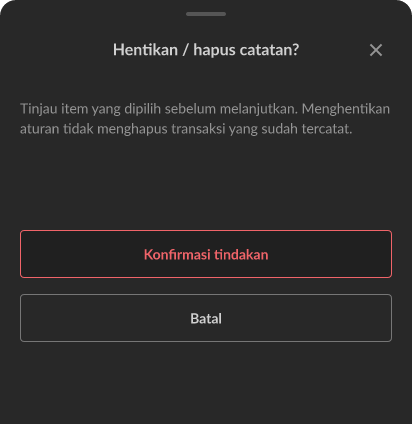 Hentikan / hapus catatan?
Tinjau item yang dipilih sebelum melanjutkan. Menghentikan
aturan tidak menghapus transaksi yang sudah tercatat.
Konfirmasi tindakan
Batal